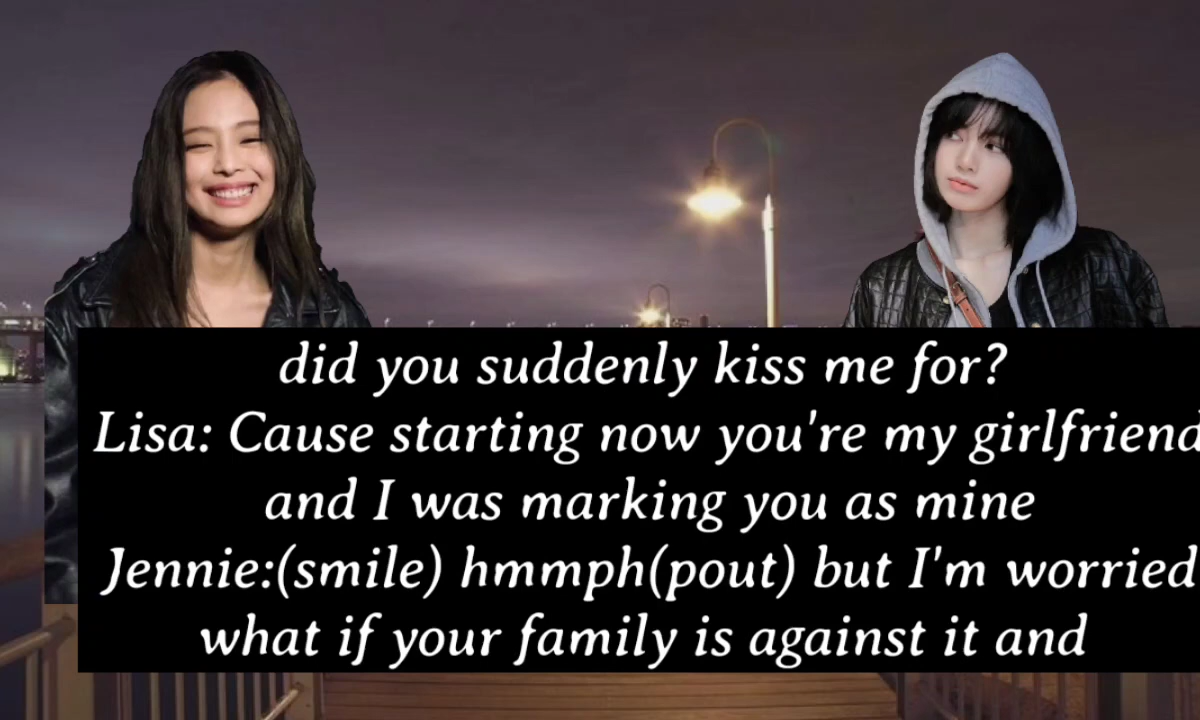 did you suddenly kiss me for?
Lisa: Cause starting now you're my girlfriend
and I was marking you as mine
Jennie:(smile) hmmph(pout) but I'm worried
what if your family is against it and